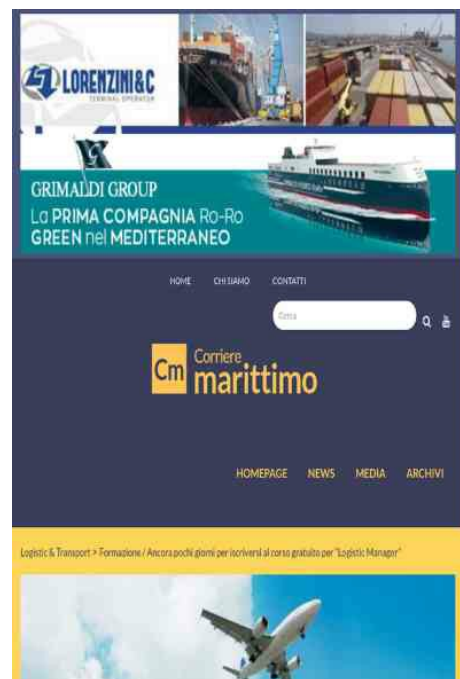 LORENZINI&C
TERMINAL OPERATOR
GRIMALDI GROUP
La PRIMA COMPAGNIA Ro-Ro
GREEN nel MEDITERRANEO
HOME CHI SIAMO CONTATTI
Cerca
Cm Corriere
marittimo
HOMEPAGE NEWS MEDIA ARCHIVI
Logistic & Transport > Formazione / Ancora pochi giorni per iscriversi al corso gratuito per "Logistic Manager"